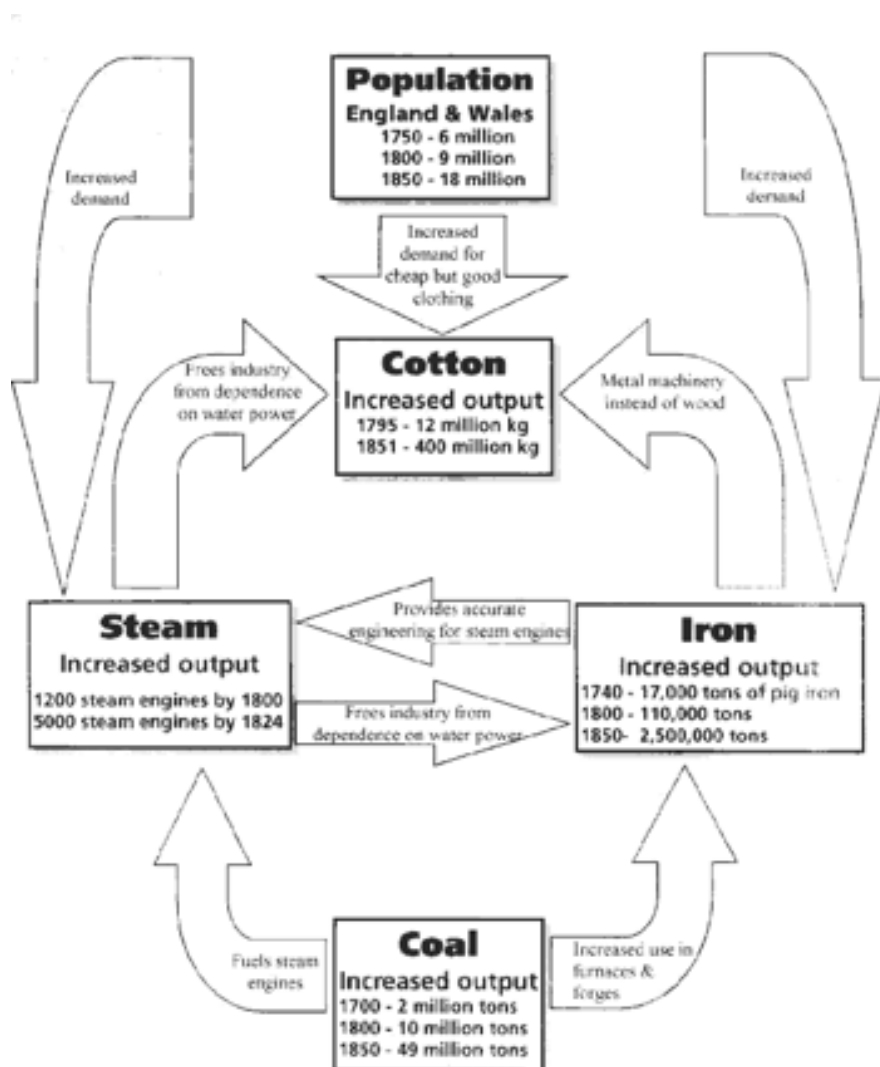 Population
England & Wales
1750 - 6 million
1800 - 9 million
1850 - 18 million
Increased
demand
Increased
demand
Increased
demand for
cheap but good
clothing
Cotton
Increased output
1795 - 12 million kg
1851 - 400 million kg
Frees industry
from dependence
on water power
Metal machinery
instead of wood
Steam
Increased output
1200 steam engines by 1800
5000 steam engines by 1824
Provides accurate
engineering for steam engines
Frees industry from
dependence on water power
Iron
Increased output
1740 - 17,000 tons of pig iron
1800 - 110,000 tons
1850- 2,500,000 tons
Fuels steam
engines
Coal
Increased output
1700 - 2 million tons
1800 - 10 million tons
1850 - 49 million tons
Increased use in
furnaces &
forges